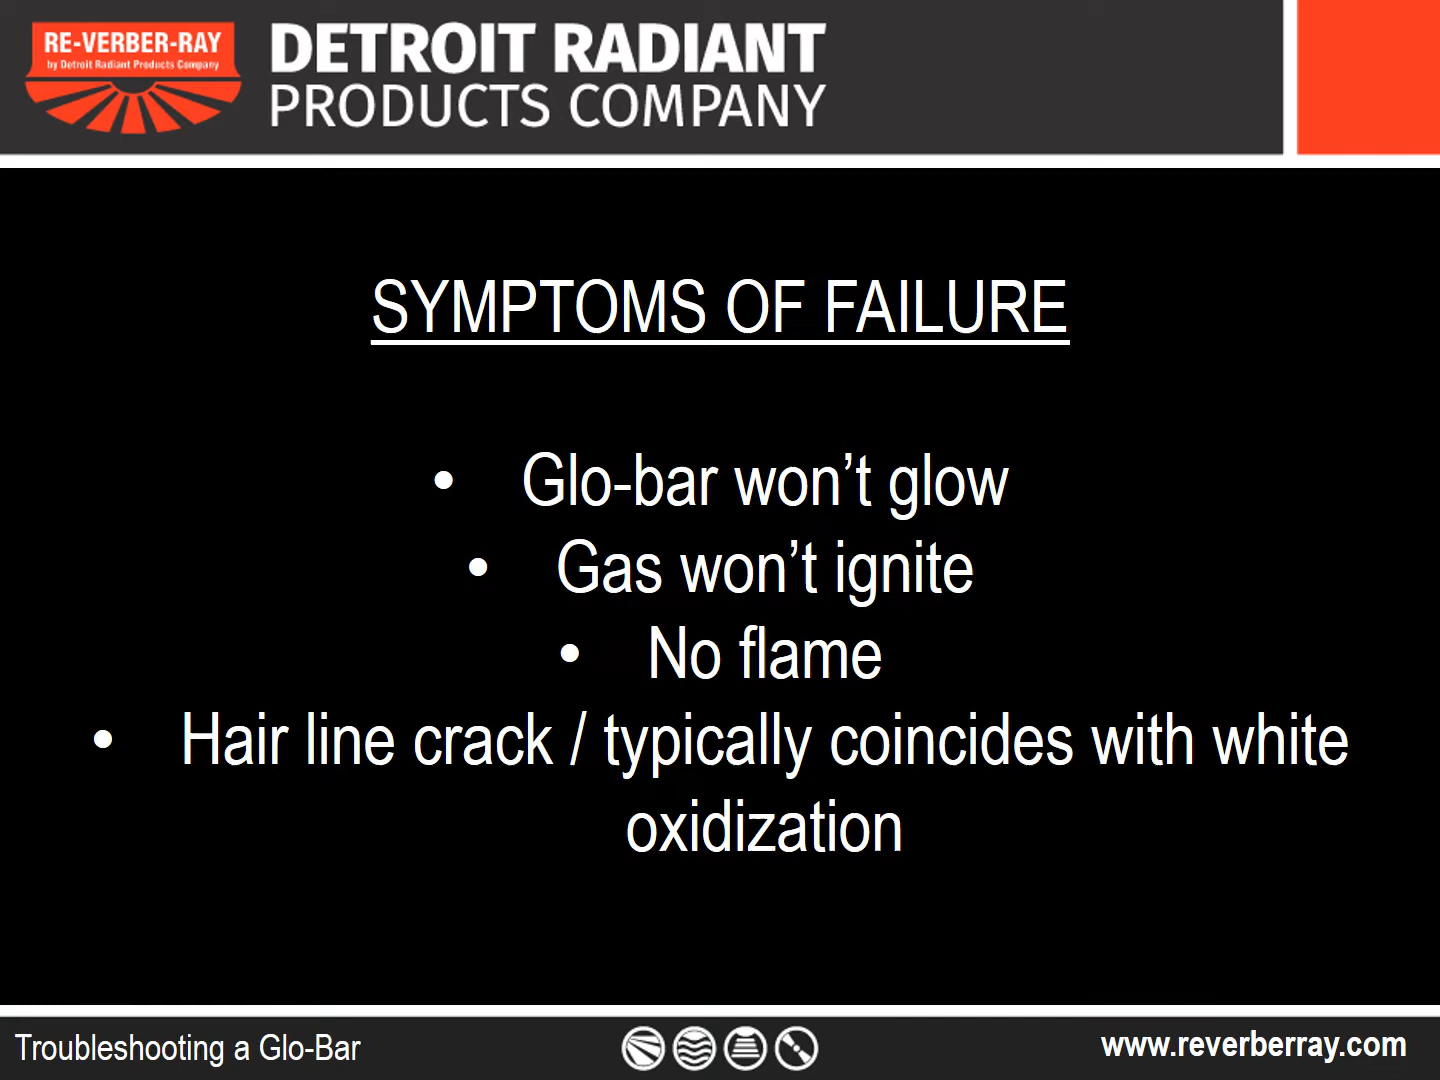 RE-VERBER-RAY
by Detroit Radiant Products Company
DETROIT RADIANT
PRODUCTS COMPANY
SYMPTOMS OF FAILURE
• Glo-bar won’t glow
• Gas won’t ignite
• No flame
• Hair line crack / typically coincides with white
oxidization
Troubleshooting a Glo-Bar
www.reverberray.com